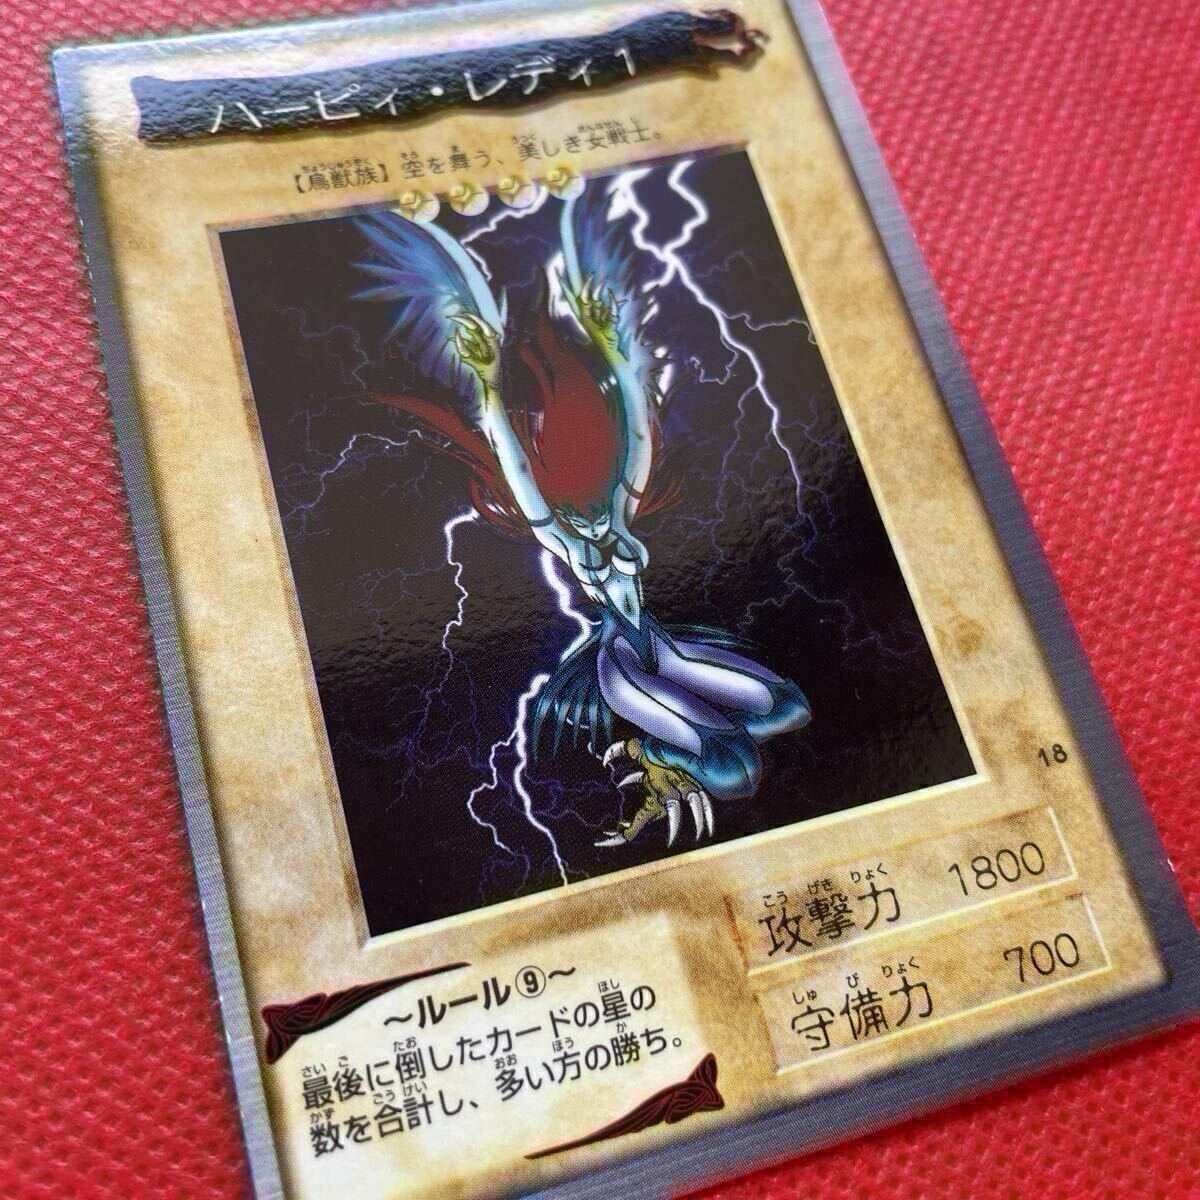 ハーピィ・レディ1
【鳥獣族】空を舞う、美しき女戦士。
18
攻撃力 1800
守備力 700
～ルール⑨～
最後に倒したカードの星の
数を合計し、多い方の勝ち。